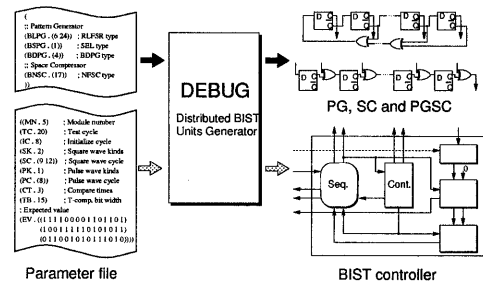 (
;; Pattern Generator
(BLPG . (6 24)) ; RLFSR type
(BSPG . (1)) ; SEL type
(BDPG . (4)) ; BDPG type
;; Space Compressor
(BNSC . (17)) ; NFSC type
))
((MN . 5) ; Module number
(TC . 20) ; Test cycle
(IC . 8) ; Initialize cycle
(SK . 2) ; Square wave kinds
(SC . (9 12)) ; Square wave cycle
(PK . 1) ; Pulse wave kinds
(PC . (8)) ; Pulse wave cycle
(CT . 3) ; Compare times
(TB . 15) ; T-comp. bit width
; Expected value
(EV . ((1 1 1 1 0 0 0 0 1 1 0 1 1 0 1)
(1 0 0 1 1 1 1 1 0 1 0 1 0 1 1)
(0 1 1 0 0 1 0 1 0 1 1 1 0 0 1))))
Parameter file
DEBUG
Distributed BIST
Units Generator
D
D
D
D
D
D
D
D
PG, SC and PGSC
Seq.
Cont.
0
BIST controller